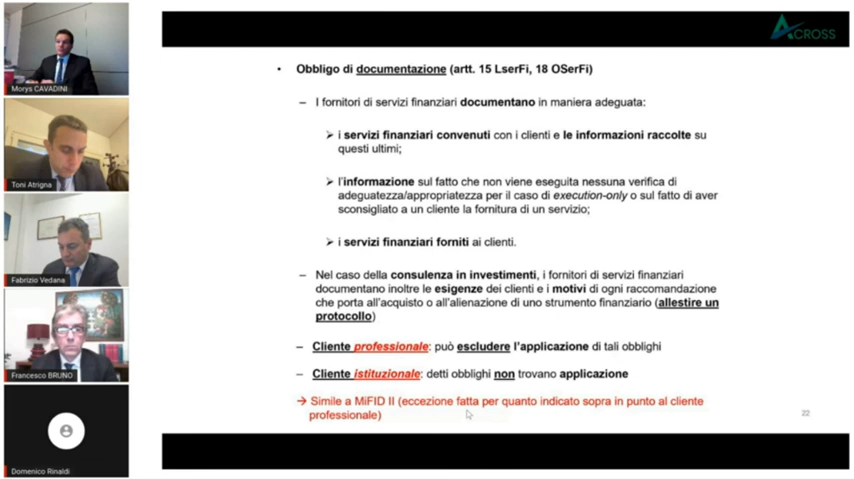 ACROSS
Morys CAVADINI
Toni Atrigna
Fabrizio Vedana
Francesco BRUNO
Domenico Rinaldi
• Obbligo di documentazione (artt. 15 LserFi, 18 OSerFi)
– I fornitori di servizi finanziari documentano in maniera adeguata:
➢ i servizi finanziari convenuti con i clienti e le informazioni raccolte su
questi ultimi;
➢ l'informazione sul fatto che non viene eseguita nessuna verifica di
adeguatezza/appropriatezza per il caso di execution-only o sul fatto di aver
sconsigliato a un cliente la fornitura di un servizio;
➢ i servizi finanziari forniti ai clienti.
– Nel caso della consulenza in investimenti, i fornitori di servizi finanziari
documentano inoltre le esigenze dei clienti e i motivi di ogni raccomandazione
che porta all'acquisto o all'alienazione di uno strumento finanziario (allestire un
protocollo)
– Cliente professionale: può escludere l'applicazione di tali obblighi
– Cliente istituzionale: detti obblighi non trovano applicazione
→ Simile a MiFID II (eccezione fatta per quanto indicato sopra in punto al cliente
professionale)
22